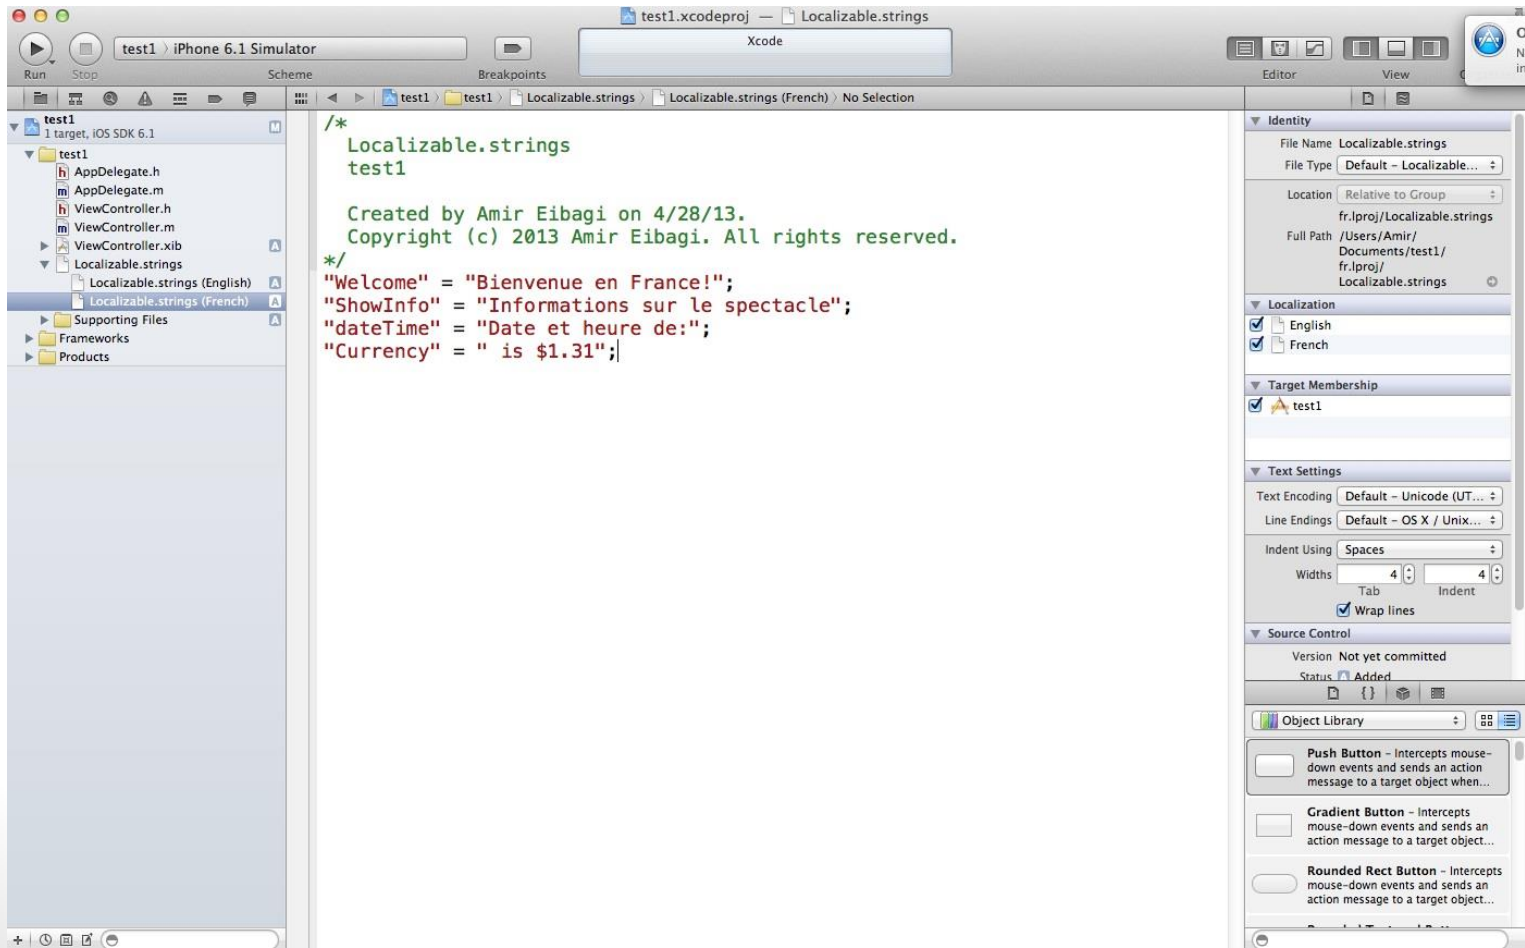 test1.xcodeproj — Localizable.strings
test1 › iPhone 6.1 Simulator
Xcode
Run
Stop
Scheme
Breakpoints
Editor
View
test1 › test1 › Localizable.strings › Localizable.strings (French) › No Selection
test1
1 target, iOS SDK 6.1
M
test1
h AppDelegate.h
m AppDelegate.m
h ViewController.h
m ViewController.m
ViewController.xib A
Localizable.strings
Localizable.strings (English) A
Localizable.strings (French) A
Supporting Files A
Frameworks
Products
/*
Localizable.strings
test1
Created by Amir Eibagi on 4/28/13.
Copyright (c) 2013 Amir Eibagi. All rights reserved.
*/
"Welcome" = "Bienvenue en France!";
"ShowInfo" = "Informations sur le spectacle";
"dateTime" = "Date et heure de:";
"Currency" = " is $1.31";
Identity
File Name Localizable.strings
File Type Default – Localizable...
Location Relative to Group
fr.lproj/Localizable.strings
Full Path /Users/Amir/
Documents/test1/
fr.lproj/
Localizable.strings
Localization
English
French
Target Membership
test1
Text Settings
Text Encoding Default – Unicode (UT...
Line Endings Default – OS X / Unix...
Indent Using Spaces
Widths 4 4
Tab Indent
Wrap lines
Source Control
Version Not yet committed
Status A Added
{}
Object Library
Push Button – Intercepts mouse-
down events and sends an action
message to a target object when...
Gradient Button – Intercepts
mouse-down events and sends an
action message to a target object...
Rounded Rect Button – Intercepts
mouse-down events and sends an
action message to a target object...